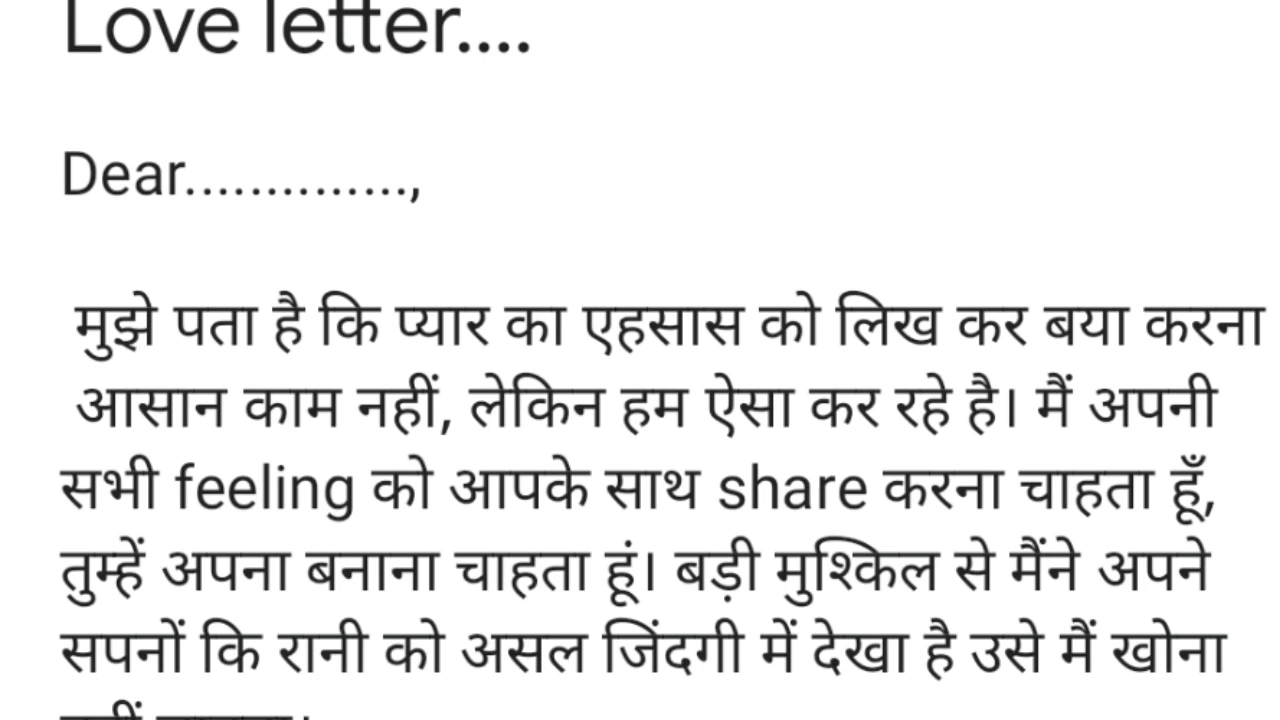 Love letter....
Dear..............,
मुझे पता है कि प्यार का एहसास को लिख कर बया करना
आसान काम नहीं, लेकिन हम ऐसा कर रहे है। मैं अपनी
सभी feeling को आपके साथ share करना चाहता हूँ,
तुम्हें अपना बनाना चाहता हूं। बड़ी मुश्किल से मैंने अपने
सपनों कि रानी को असल जिंदगी में देखा है उसे मैं खोना